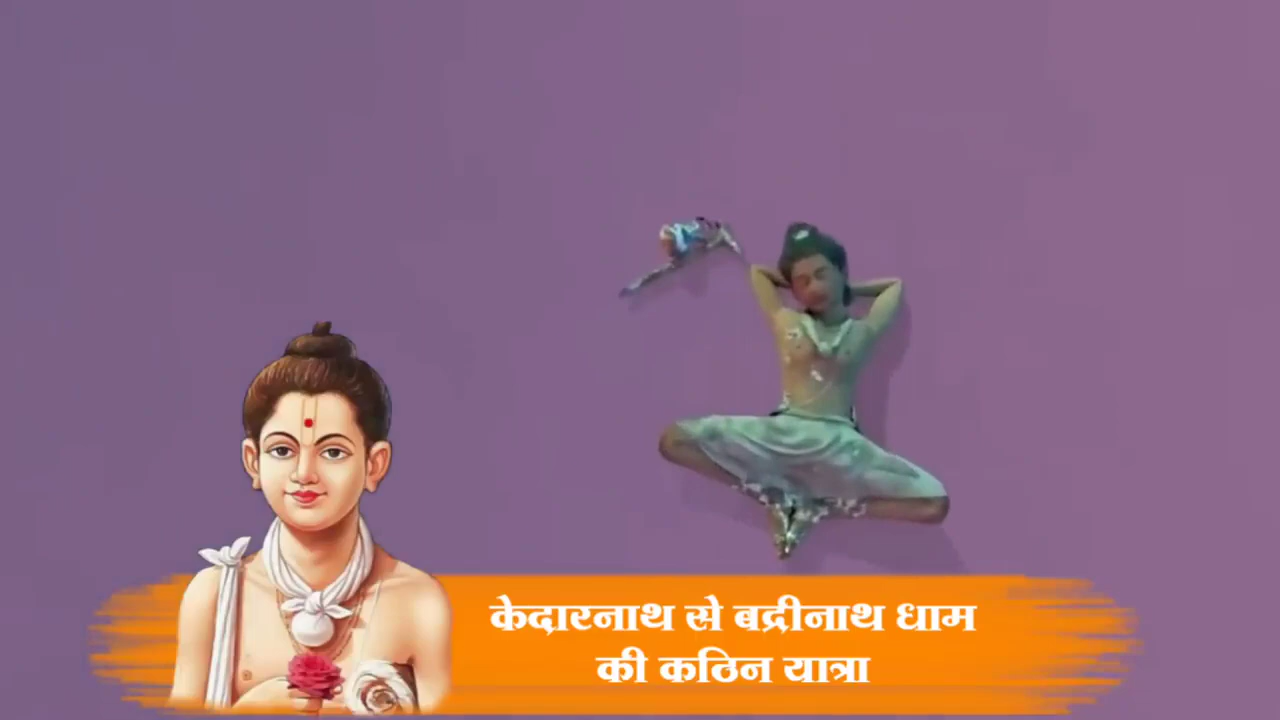 केदारनाथ से बद्रीनाथ धाम
की कठिन यात्रा